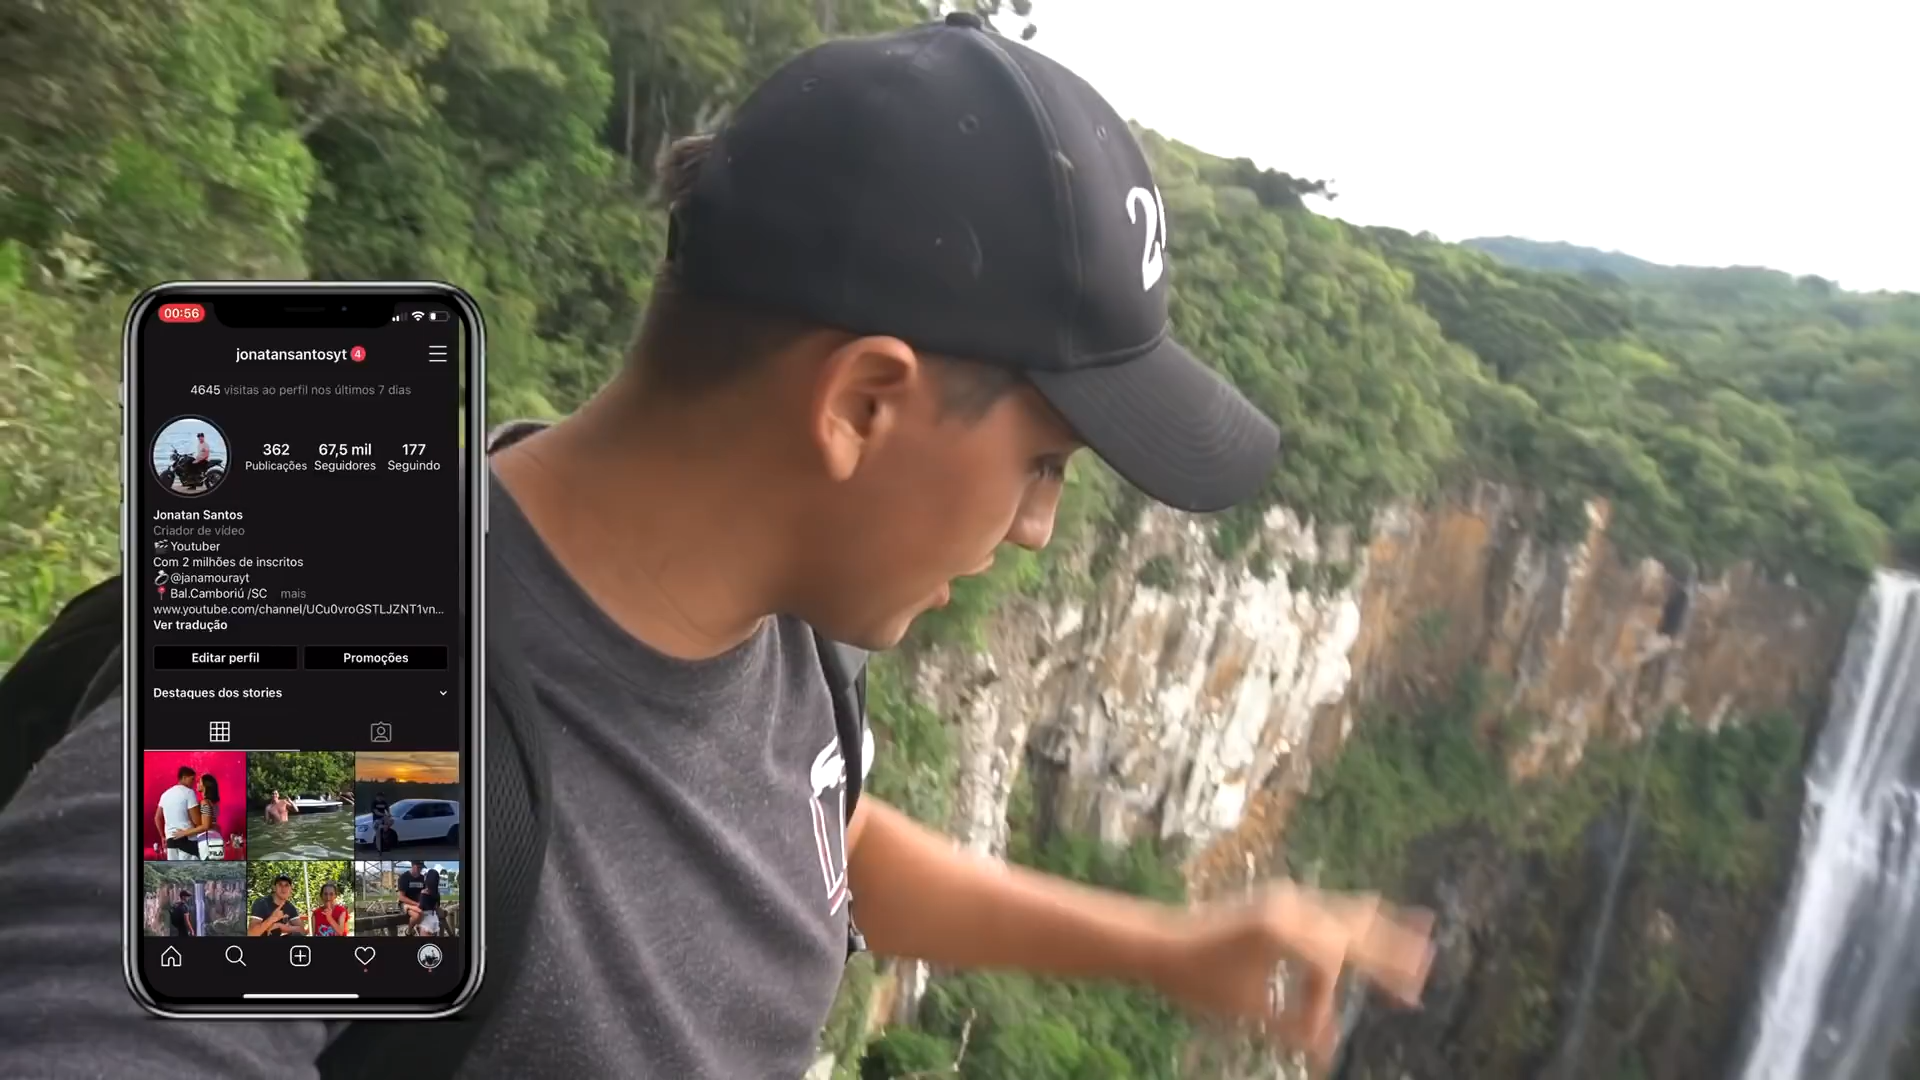 00:56
jonatansantosyt 4
4645 visitas ao perfil nos últimos 7 dias
362 67,5 mil 177
Publicações Seguidores Seguindo
Jonatan Santos
Criador de vídeo
Youtuber
Com 2 milhões de inscritos
@janamourayt
Bal.Camboriú /SC mais
www.youtube.com/channel/UCu0vroGSTLJZNT1vn...
Ver tradução
Editar perfil Promoções
Destaques dos stories